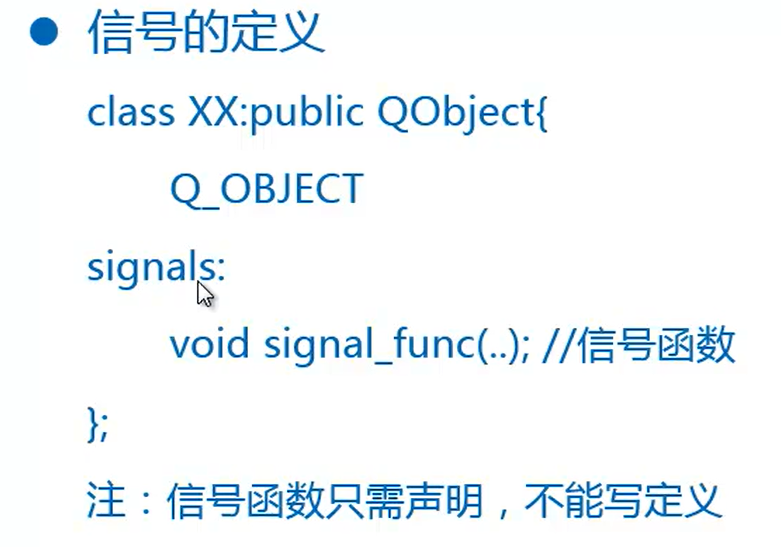 信号的定义
class XX:public QObject{
Q_OBJECT
signals:
void signal_func(..); //信号函数
};
注：信号函数只需声明，不能写定义